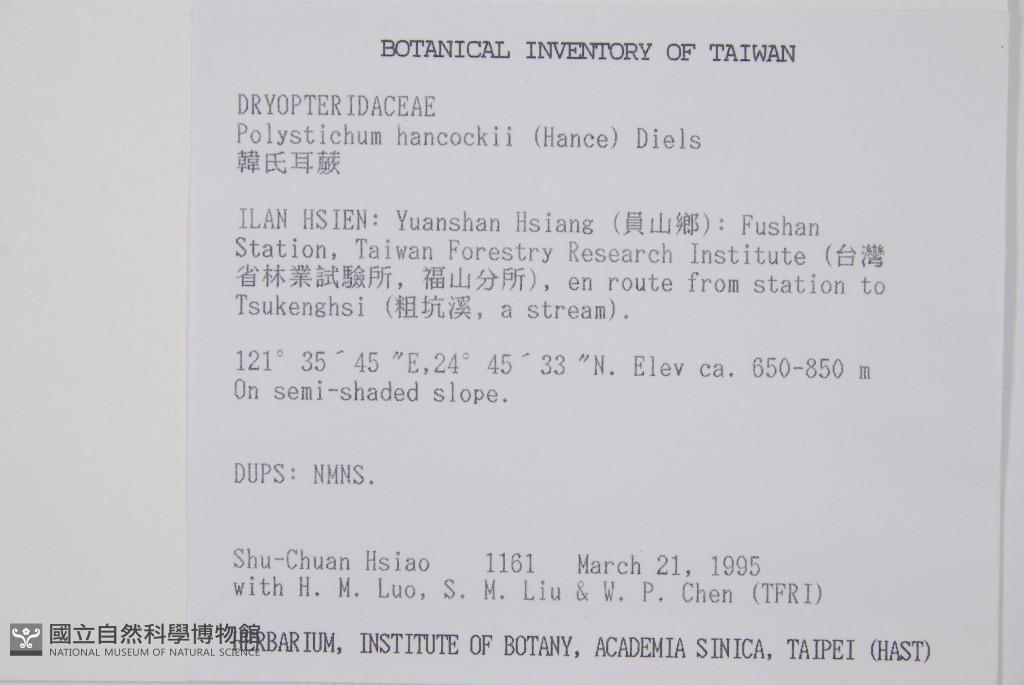 BOTANICAL INVENTORY OF TAIWAN
DRYOPTERIDACEAE
Polystichum hancockii (Hance) Diels
韓氏耳蕨
ILAN HSIEN: Yuanshan Hsiang (員山鄉): Fushan
Station, Taiwan Forestry Research Institute (台灣
省林業試驗所, 福山分所), en route from station to
Tsukenghsi (粗坑溪, a stream).
121° 35´45 ″E,24° 45´33 ″N. Elev ca. 650-850 m
On semi-shaded slope.
DUPS: NMNS.
Shu-Chuan Hsiao 1161 March 21, 1995
with H. M. Luo, S. M. Liu & W. P. Chen (TFRI)
HERBARIUM, INSTITUTE OF BOTANY, ACADEMIA SINICA, TAIPEI (HAST)
國立自然科學博物館
NATIONAL MUSEUM OF NATURAL SCIENCE